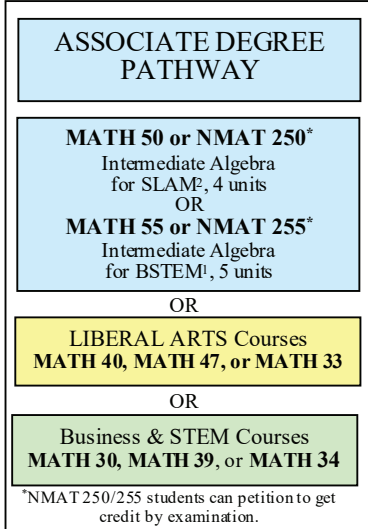 ASSOCIATE DEGREE
PATHWAY
MATH 50 or NMAT 250*
Intermediate Algebra
for SLAM², 4 units
OR
MATH 55 or NMAT 255*
Intermediate Algebra
for BSTEM¹, 5 units
OR
LIBERAL ARTS Courses
MATH 40, MATH 47, or MATH 33
OR
Business & STEM Courses
MATH 30, MATH 39, or MATH 34
*NMAT 250/255 students can petition to get
credit by examination.